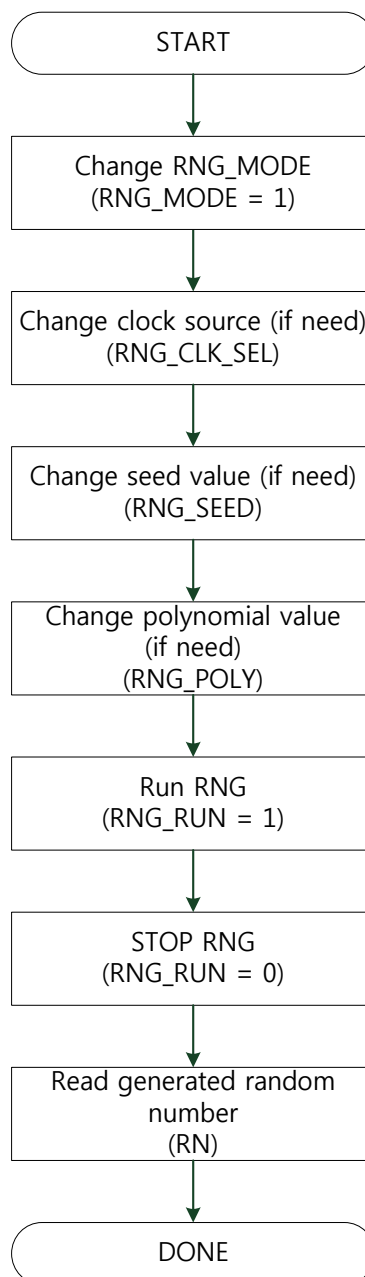 START
Change RNG_MODE
(RNG_MODE = 1)
Change clock source (if need)
(RNG_CLK_SEL)
Change seed value (if need)
(RNG_SEED)
Change polynomial value
(if need)
(RNG_POLY)
Run RNG
(RNG_RUN = 1)
STOP RNG
(RNG_RUN = 0)
Read generated random
number
(RN)
DONE